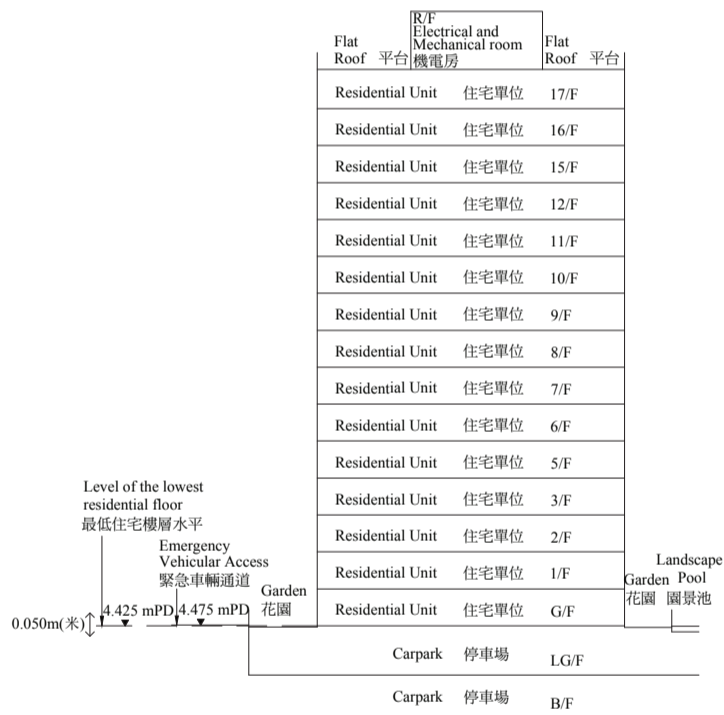 R/F
Electrical and
Mechanical room
機電房
Flat
Roof 平台
Flat
Roof 平台
Residential Unit 住宅單位 17/F
Residential Unit 住宅單位 16/F
Residential Unit 住宅單位 15/F
Residential Unit 住宅單位 12/F
Residential Unit 住宅單位 11/F
Residential Unit 住宅單位 10/F
Residential Unit 住宅單位 9/F
Residential Unit 住宅單位 8/F
Residential Unit 住宅單位 7/F
Residential Unit 住宅單位 6/F
Residential Unit 住宅單位 5/F
Residential Unit 住宅單位 3/F
Residential Unit 住宅單位 2/F
Residential Unit 住宅單位 1/F
Residential Unit 住宅單位 G/F
Level of the lowest
residential floor
最低住宅樓層水平
Emergency
Vehicular Access
緊急車輛通道
Garden
花園
Garden
花園
Landscape
Pool
園景池
4.425 mPD
4.475 mPD
0.050m(米)
Carpark 停車場 LG/F
Carpark 停車場 B/F